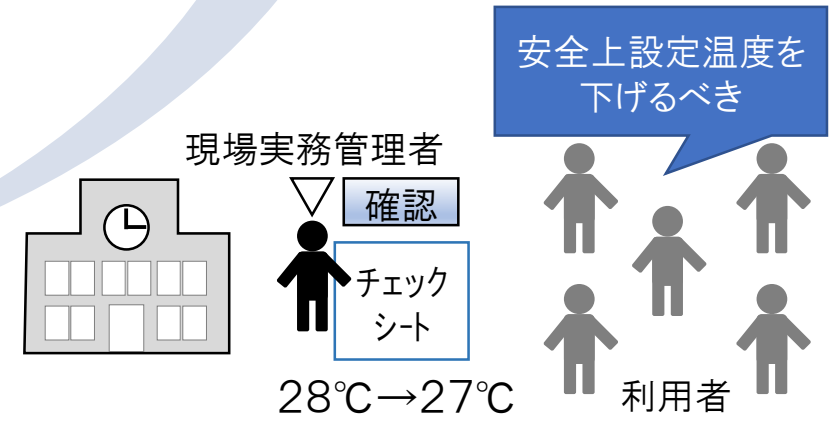 安全上設定温度を
下げるべき
現場実務管理者
確認
チェック
シート
28℃→27℃
利用者